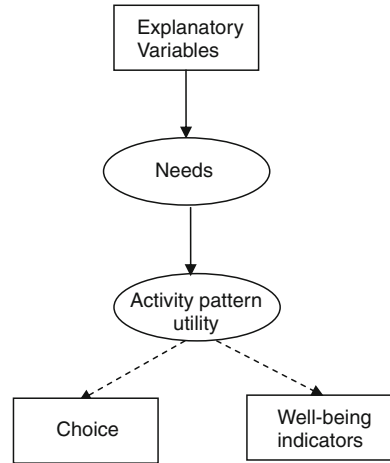 Explanatory
Variables
Needs
Activity pattern
utility
Choice
Well-being
indicators